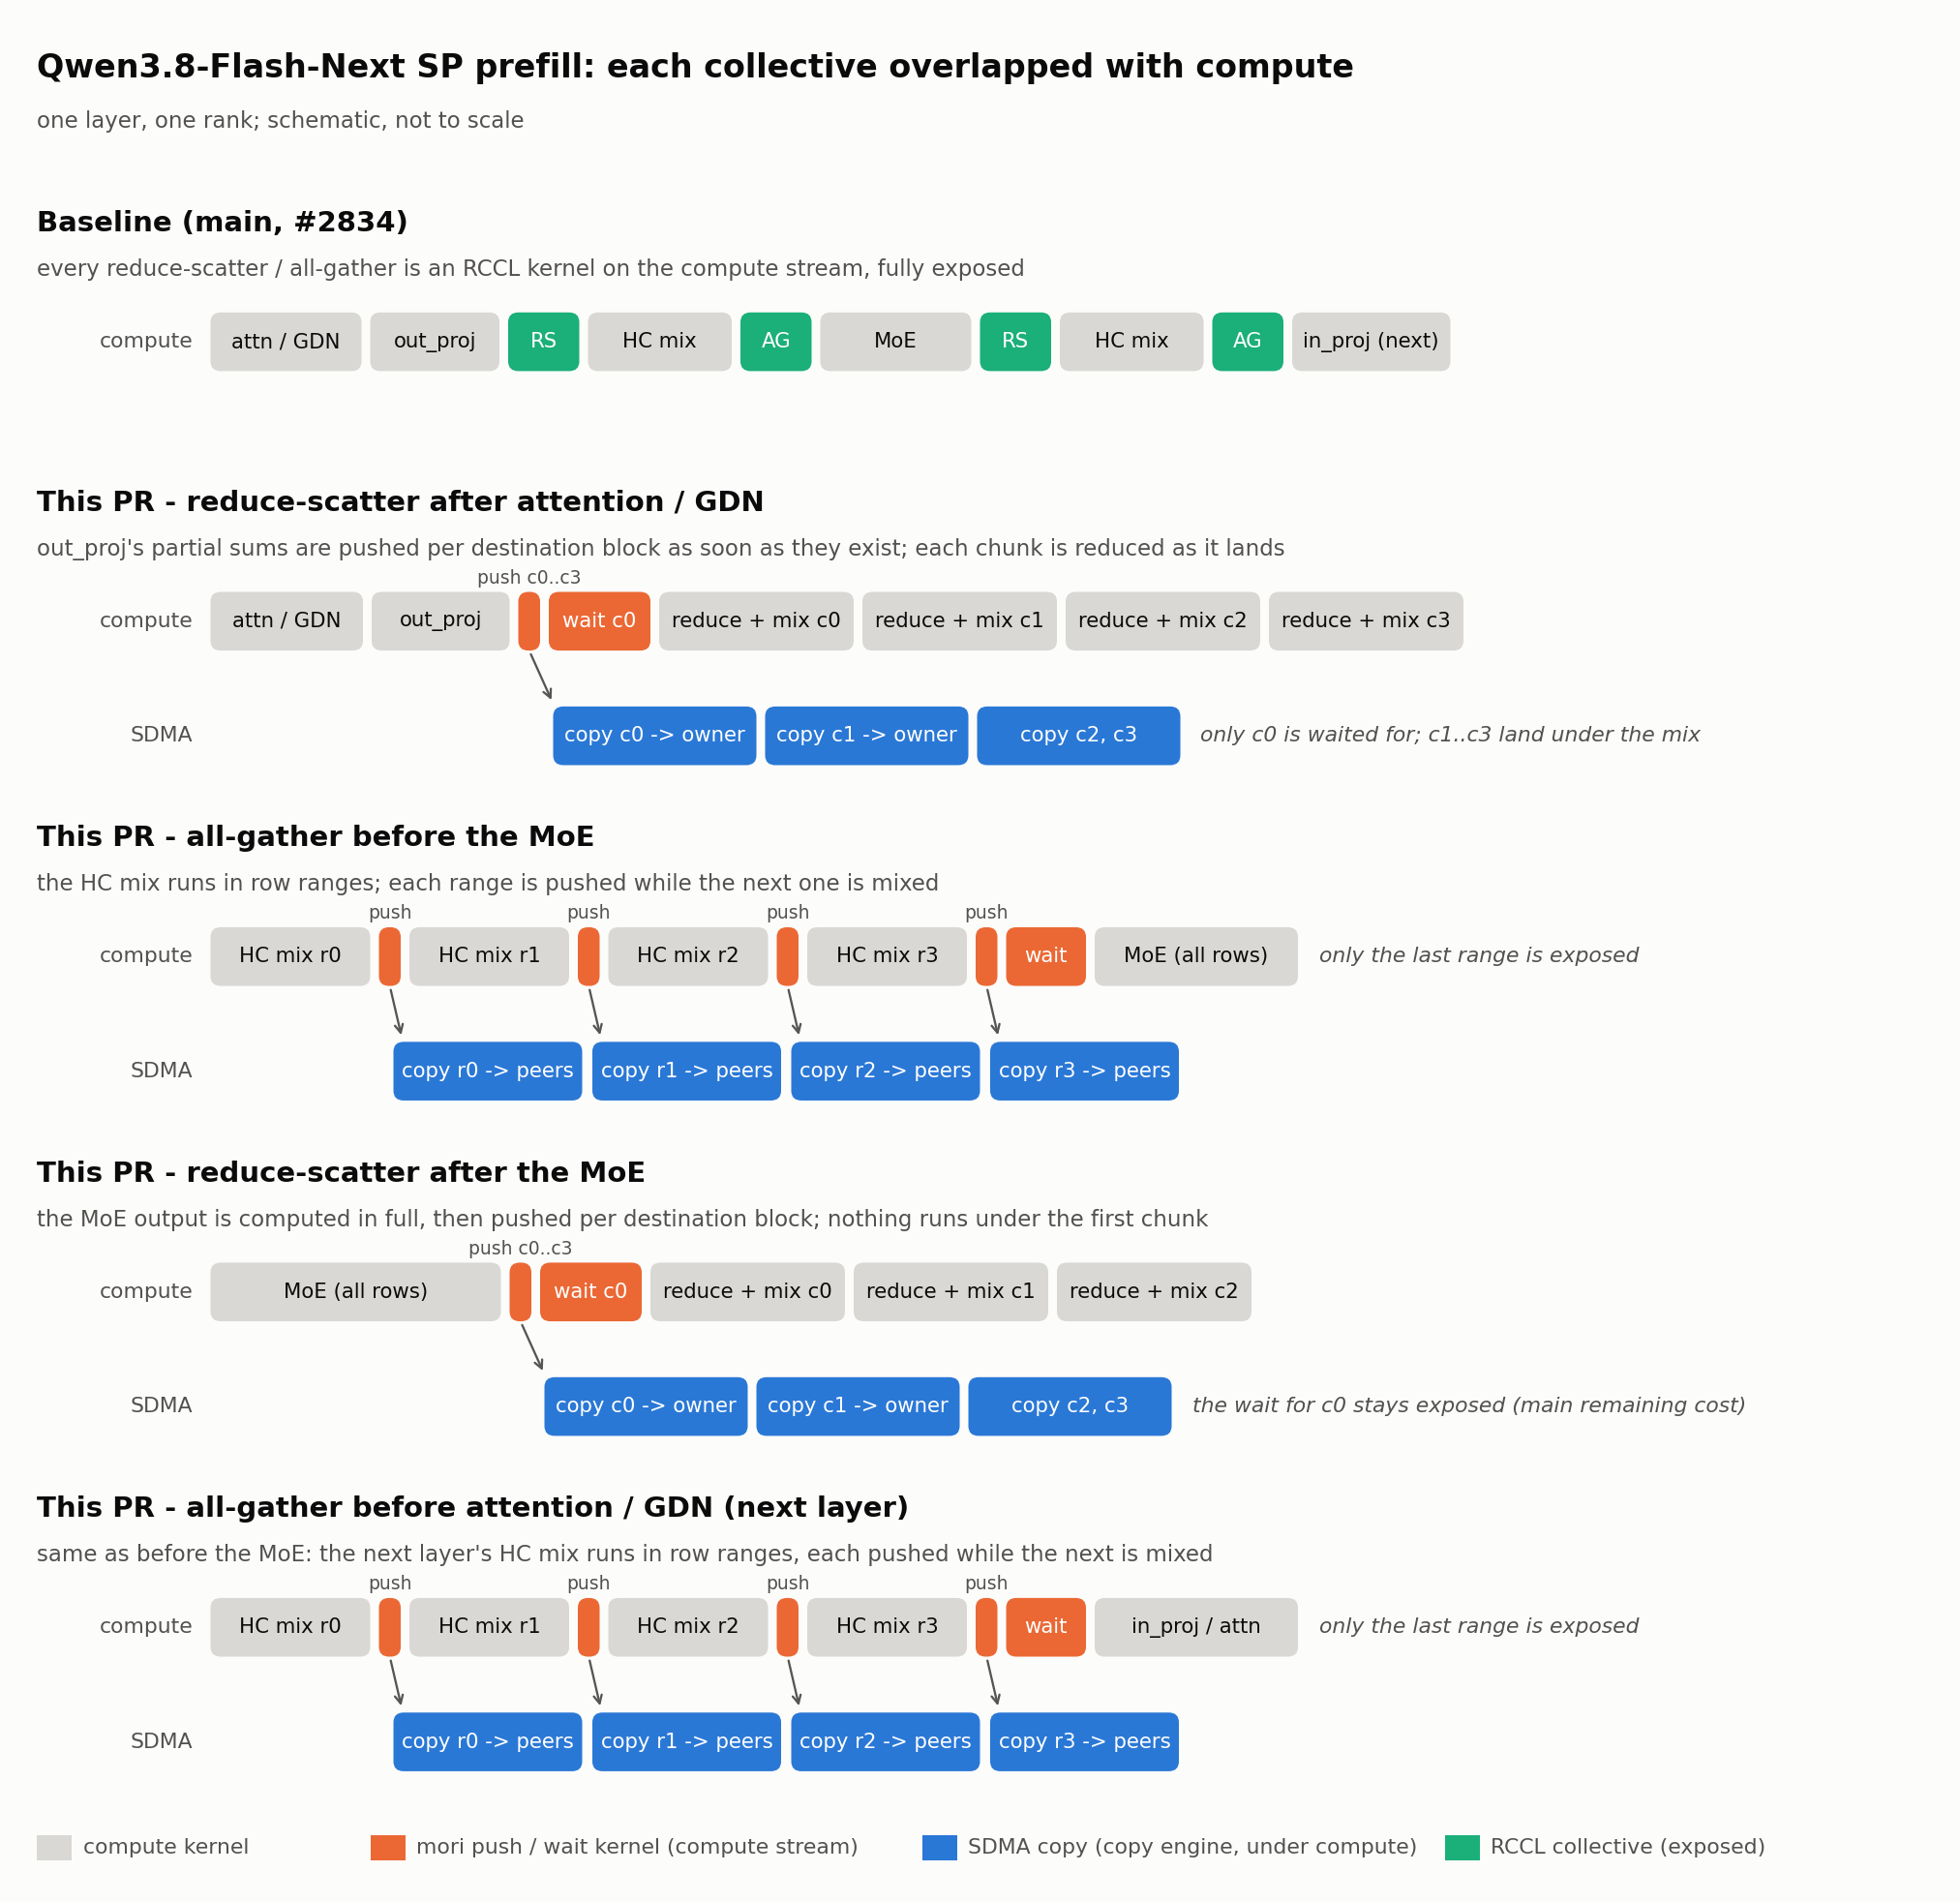 Qwen3.8-Flash-Next SP prefill: each collective overlapped with compute
one layer, one rank; schematic, not to scale
Baseline (main, #2834)
every reduce-scatter / all-gather is an RCCL kernel on the compute stream, fully exposed
compute attn / GDN out_proj RS HC mix AG MoE RS HC mix AG in_proj (next)
This PR - reduce-scatter after attention / GDN
out_proj's partial sums are pushed per destination block as soon as they exist; each chunk is reduced as it lands
push c0..c3
compute attn / GDN out_proj wait c0 reduce + mix c0 reduce + mix c1 reduce + mix c2 reduce + mix c3
SDMA copy c0 -> owner copy c1 -> owner copy c2, c3 only c0 is waited for; c1..c3 land under the mix
This PR - all-gather before the MoE
the HC mix runs in row ranges; each range is pushed while the next one is mixed
push push push push
compute HC mix r0 HC mix r1 HC mix r2 HC mix r3 wait MoE (all rows) only the last range is exposed
SDMA copy r0 -> peers copy r1 -> peers copy r2 -> peers copy r3 -> peers
This PR - reduce-scatter after the MoE
the MoE output is computed in full, then pushed per destination block; nothing runs under the first chunk
push c0..c3
compute MoE (all rows) wait c0 reduce + mix c0 reduce + mix c1 reduce + mix c2
SDMA copy c0 -> owner copy c1 -> owner copy c2, c3 the wait for c0 stays exposed (main remaining cost)
This PR - all-gather before attention / GDN (next layer)
same as before the MoE: the next layer's HC mix runs in row ranges, each pushed while the next is mixed
push push push push
compute HC mix r0 HC mix r1 HC mix r2 HC mix r3 wait in_proj / attn only the last range is exposed
SDMA copy r0 -> peers copy r1 -> peers copy r2 -> peers copy r3 -> peers
compute kernel mori push / wait kernel (compute stream) SDMA copy (copy engine, under compute) RCCL collective (exposed)